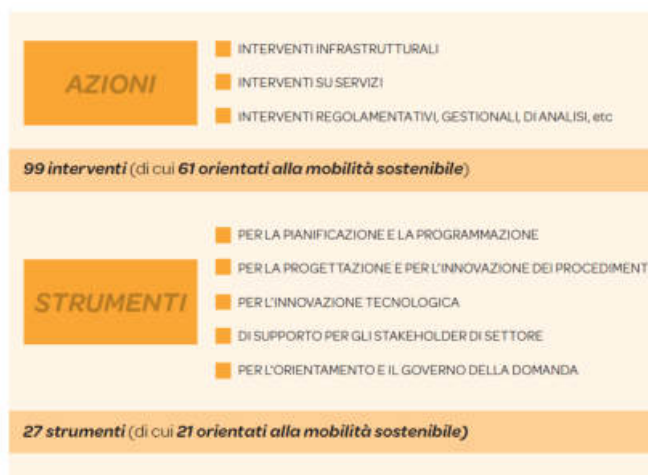 AZIONI
INTERVENTI INFRASTRUTTURALI
INTERVENTI SU SERVIZI
INTERVENTI REGOLAMENTATIVI, GESTIONALI, DI ANALISI, etc
99 interventi (di cui 61 orientati alla mobilità sostenibile)
STRUMENTI
PER LA PIANIFICAZIONE E LA PROGRAMMAZIONE
PER LA PROGETTAZIONE E PER L'INNOVAZIONE DEI PROCEDIMENT
PER L'INNOVAZIONE TECNOLOGICA
DI SUPPORTO PER GLI STAKEHOLDER DI SETTORE
PER L'ORIENTAMENTO E IL GOVERNO DELLA DOMANDA
27 strumenti (di cui 21 orientati alla mobilità sostenibile)